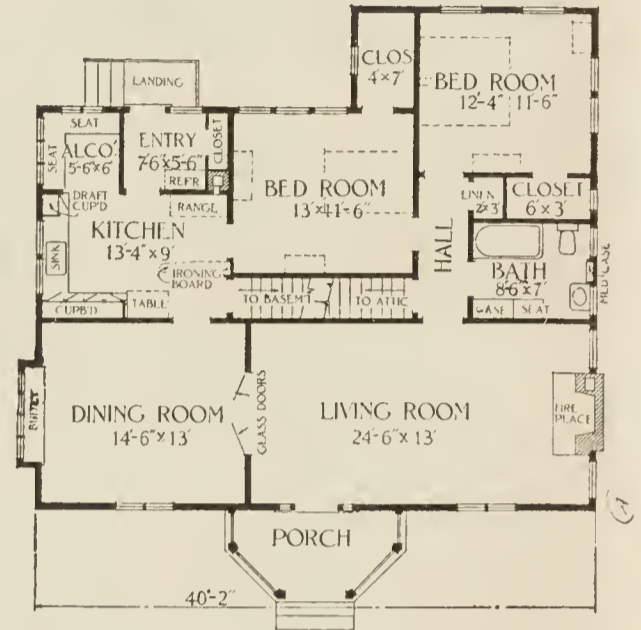 CLOS
4'×7'
BED ROOM
12'-4" 11'-6"
LANDING
SEAT
SEAT
ALCO.
5'-6"×6'
ENTRY
7'-6"×5'-6"
CLOSET
REF'R
DRAFT
CUP'D
RANGE
KITCHEN
13'-4"×9'
SINK
IRONING
BOARD
CUPB'D
TABLE
BED ROOM
13'×11'-6"
LINEN
2'×3'
CLOSET
6'×3'
HALL
BATH
8'-6"×7'
MED. CASE
CASE
SEAT
TO BASEM'T
TO ATTIC
DINING ROOM
14'-6"×13'
BUFFET
GLASS DOORS
LIVING ROOM
24'-6"×13'
FIRE
PLACE
PORCH
40'-2"